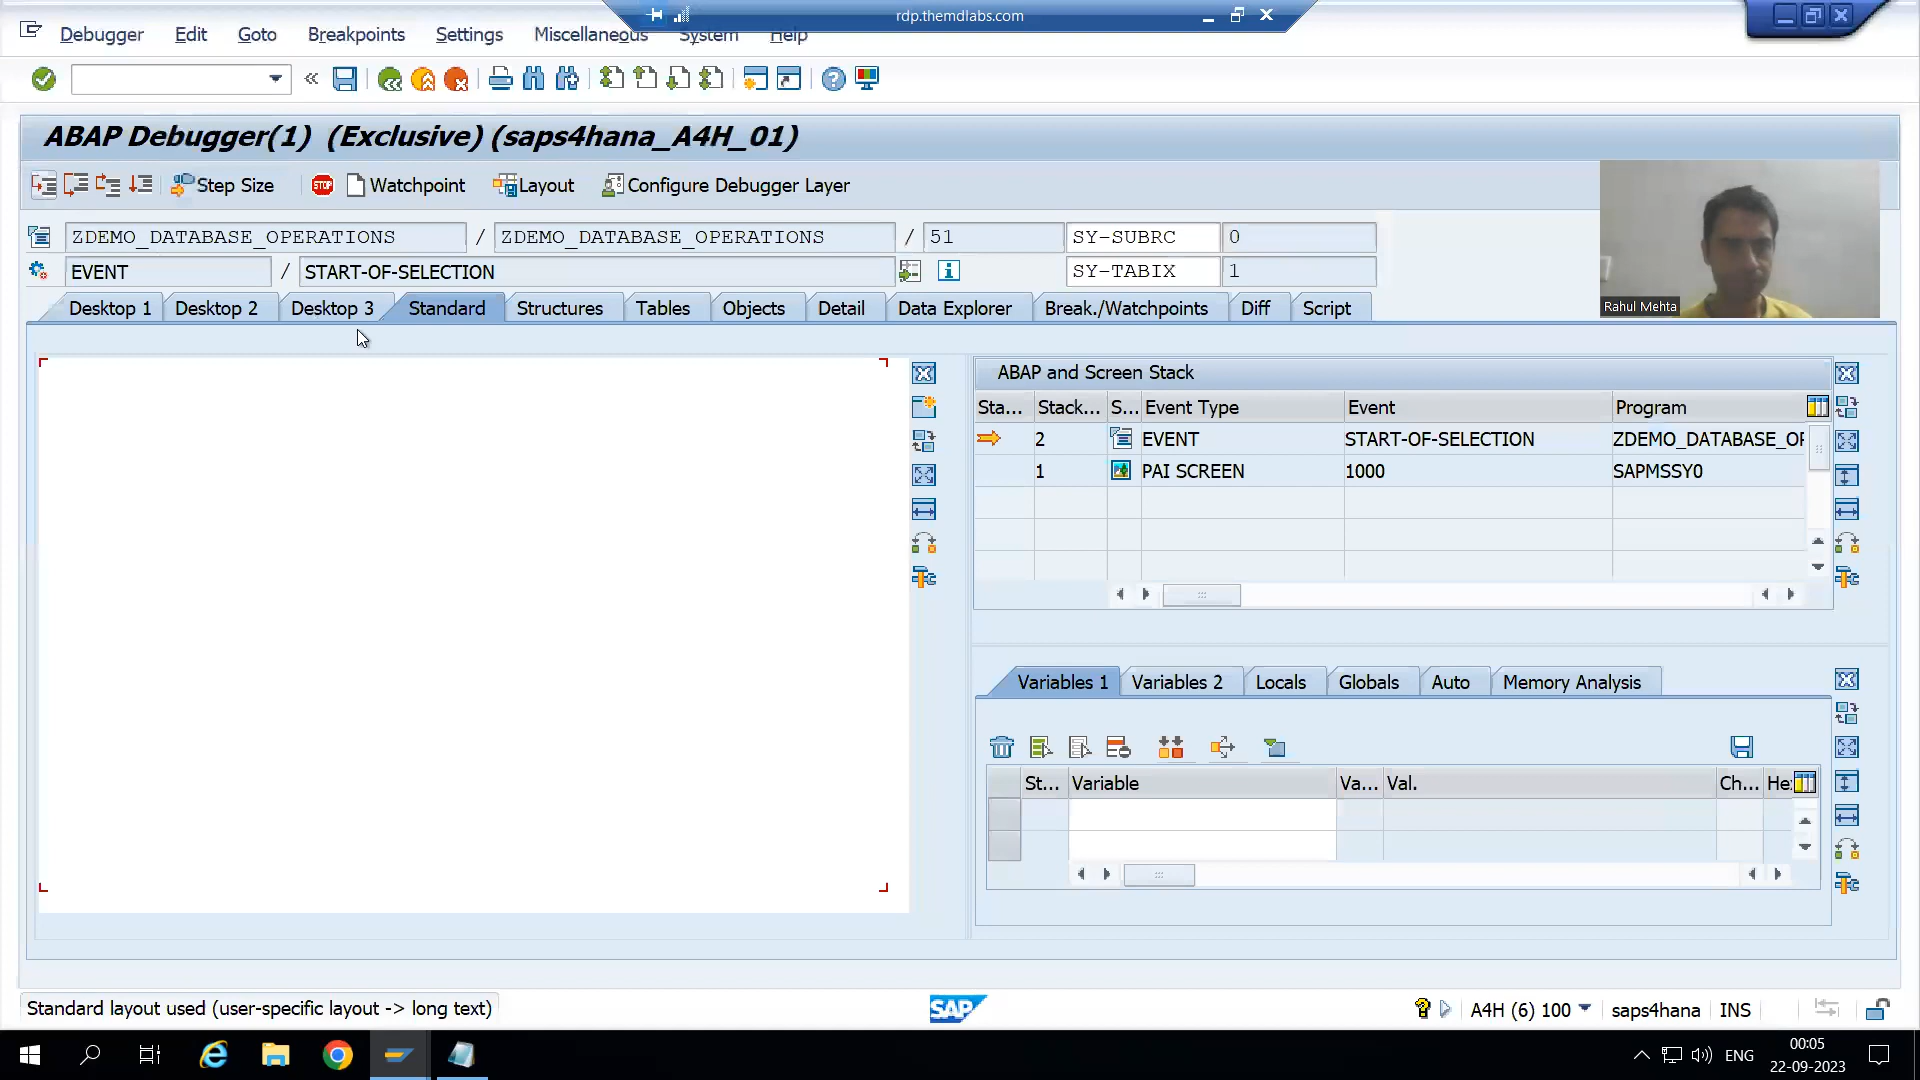 rdp.themdlabs.com
Debugger Edit Goto Breakpoints Settings Miscellaneous System Help
ABAP Debugger(1) (Exclusive) (saps4hana_A4H_01)
Step Size STOP Watchpoint Layout Configure Debugger Layer
ZDEMO_DATABASE_OPERATIONS / ZDEMO_DATABASE_OPERATIONS / 51 SY-SUBRC 0
EVENT / START-OF-SELECTION SY-TABIX 1
Rahul Mehta
Desktop 1 Desktop 2 Desktop 3 Standard Structures Tables Objects Detail Data Explorer Break./Watchpoints Diff Script
ABAP and Screen Stack
Sta... Stack... S... Event Type Event Program
2 EVENT START-OF-SELECTION ZDEMO_DATABASE_OP
1 PAI SCREEN 1000 SAPMSSY0
Variables 1 Variables 2 Locals Globals Auto Memory Analysis
St... Variable Va... Val. Ch... He
Standard layout used (user-specific layout -> long text) SAP A4H (6) 100 saps4hana INS
ENG 00:05
22-09-2023